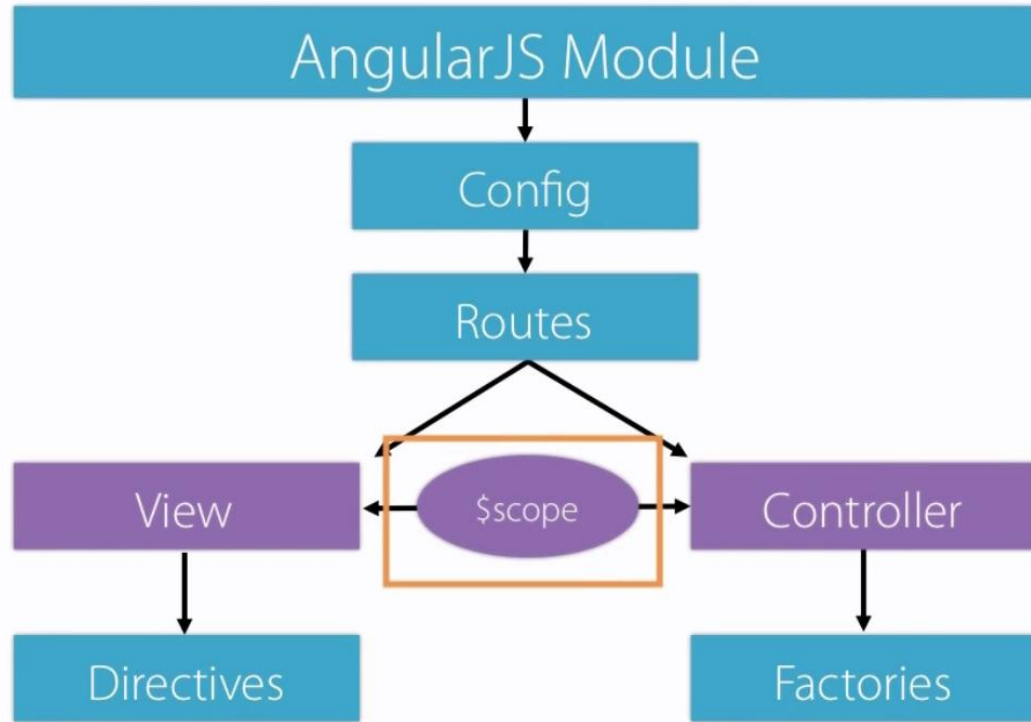 AngularJS Module
Config
Routes
View
$scope
Controller
Directives
Factories